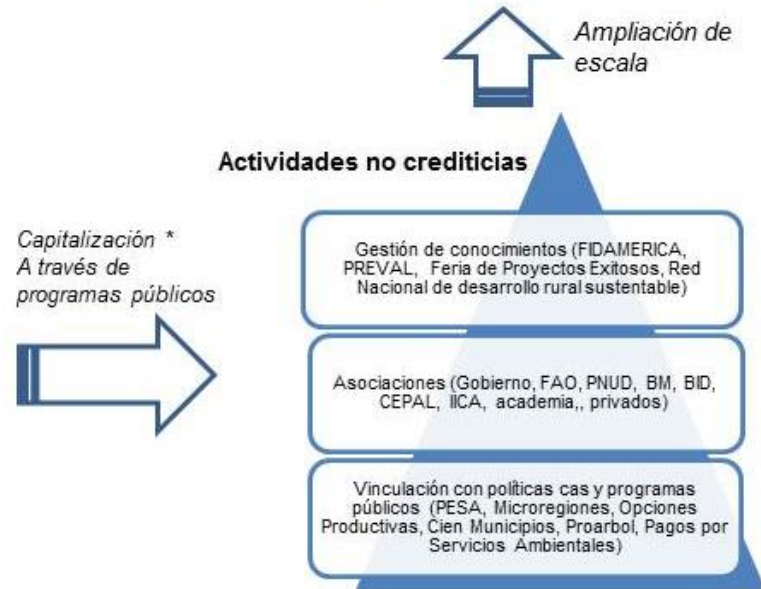 Ampliación de
escala
Actividades no crediticias
Capitalización *
A través de
programas públicos
Gestión de conocimientos (FIDAMERICA,
PREVAL, Feria de Proyectos Exitosos, Red
Nacional de desarrollo rural sustentable)
Asociaciones (Gobierno, FAO, PNUD, BM, BID,
CEPAL, IICA, academia,, privados)
Vinculación con políticas cas y programas
públicos (PESA, Microregiones, Opciones
Productivas, Cien Municipios, Proarbol, Pagos por
Servicios Ambientales)